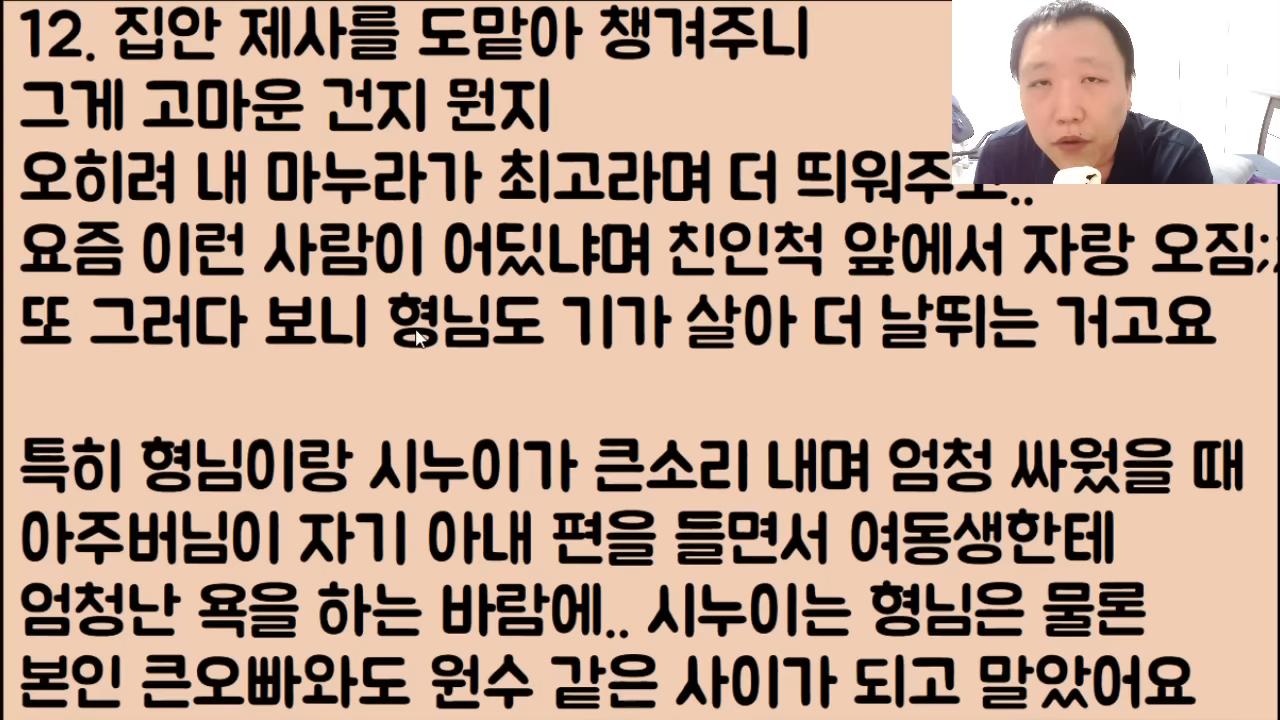 12. 집안 제사를 도맡아 챙겨주니
그게 고마운 건지 뭔지
오히려 내 마누라가 최고라며 더 띄워주고..
요즘 이런 사람이 어딨냐며 친인척 앞에서 자랑 오짐;;
또 그러다 보니 형님도 기가 살아 더 날뛰는 거고요
특히 형님이랑 시누이가 큰소리 내며 엄청 싸웠을 때
아주버님이 자기 아내 편을 들면서 여동생한테
엄청난 욕을 하는 바람에.. 시누이는 형님은 물론
본인 큰오빠와도 원수 같은 사이가 되고 말았어요